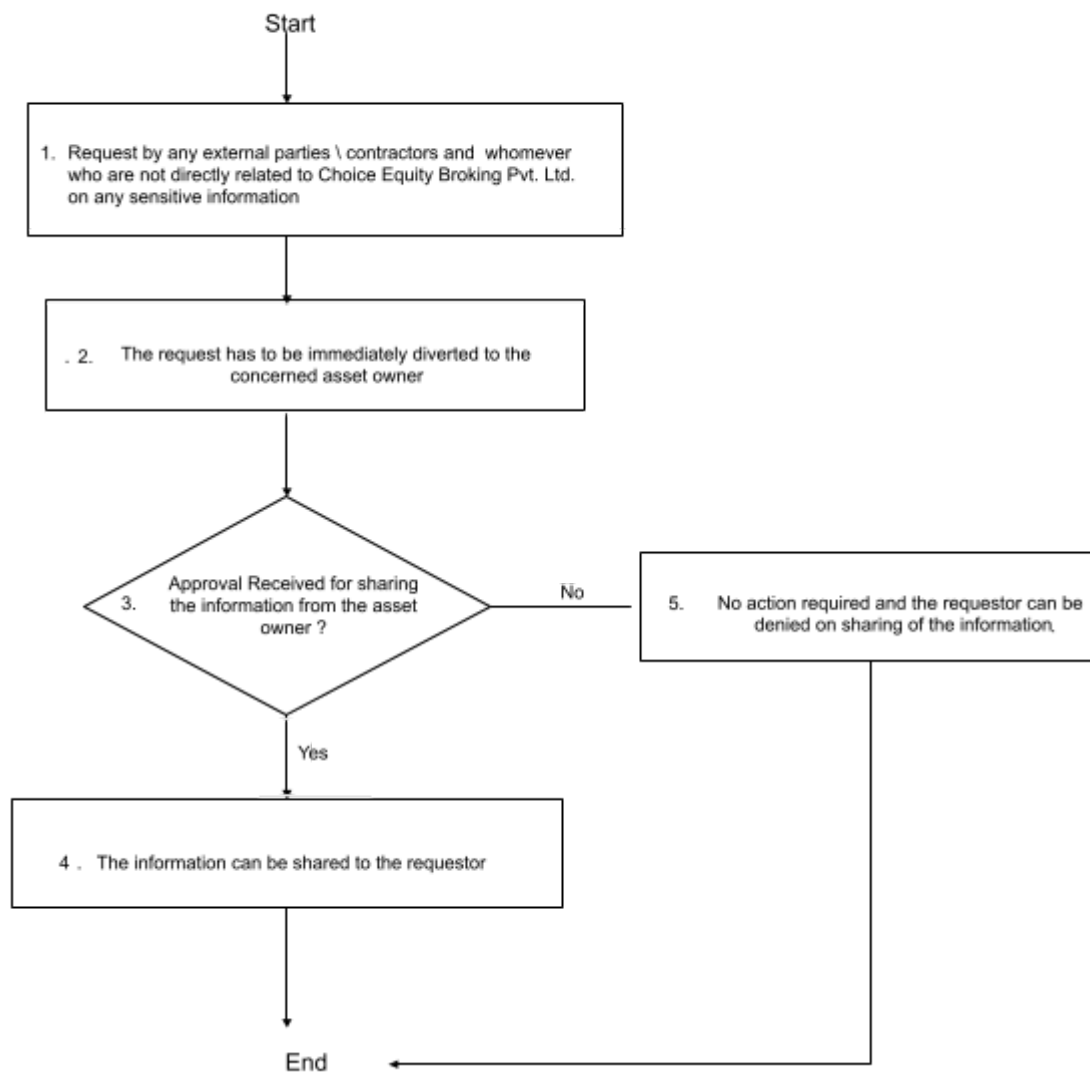 Start
1. Request by any external parties \ contractors and whomever
who are not directly related to Choice Equity Broking Pvt. Ltd.
on any sensitive information
. 2. The request has to be immediately diverted to the
concerned asset owner
Approval Received for sharing
3. the information from the asset
owner ?
No
5. No action required and the requestor can be
denied on sharing of the information.
Yes
4 . The information can be shared to the requestor
End